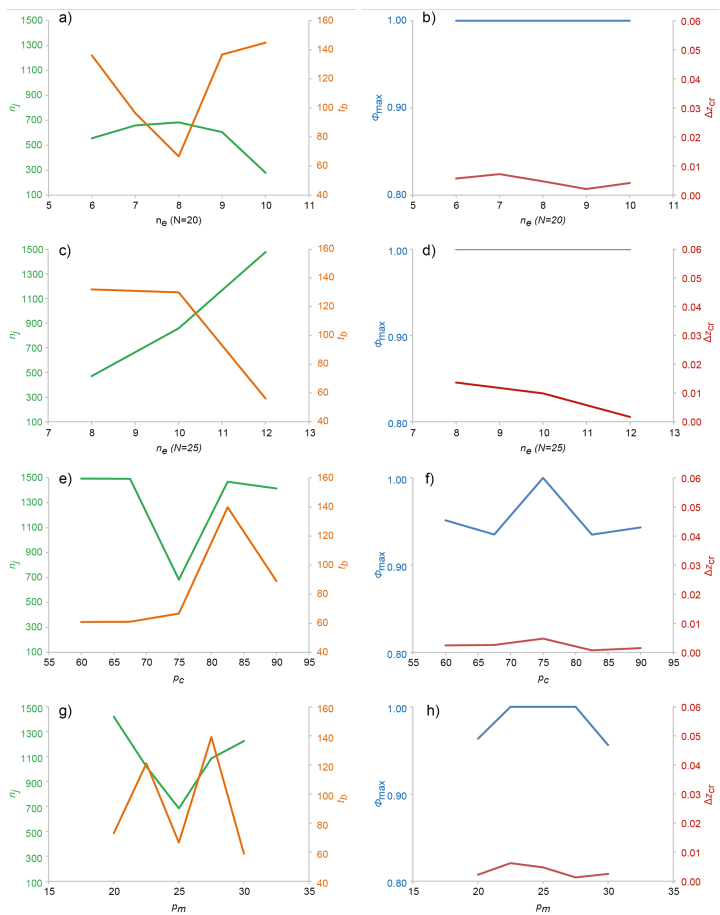 a)
1500
1300
1100
900
700
500
300
100
n_j
160
140
120
100
80
60
40
t_b
5 6 7 8 9 10 11
n_e (N=20)
b)
1.00
0.90
0.80
Φ_max
0.06
0.05
0.04
0.03
0.02
0.01
0.00
Δz_cr
5 6 7 8 9 10 11
n_e (N=20)
c)
1500
1300
1100
900
700
500
300
100
n_j
160
140
120
100
80
60
40
t_b
7 8 9 10 11 12 13
n_e (N=25)
d)
1.00
0.90
0.80
Φ_max
0.06
0.05
0.04
0.03
0.02
0.01
0.00
Δz_cr
7 8 9 10 11 12 13
n_e (N=25)
e)
1500
1300
1100
900
700
500
300
100
n_j
160
140
120
100
80
60
40
t_b
55 60 65 70 75 80 85 90 95
p_c
f)
1.00
0.90
0.80
Φ_max
0.06
0.05
0.04
0.03
0.02
0.01
0.00
Δz_cr
55 60 65 70 75 80 85 90 95
p_c
g)
1500
1300
1100
900
700
500
300
100
n_j
160
140
120
100
80
60
40
t_b
15 20 25 30 35
p_m
h)
1.00
0.90
0.80
Φ_max
0.06
0.05
0.04
0.03
0.02
0.01
0.00
Δz_cr
15 20 25 30 35
p_m